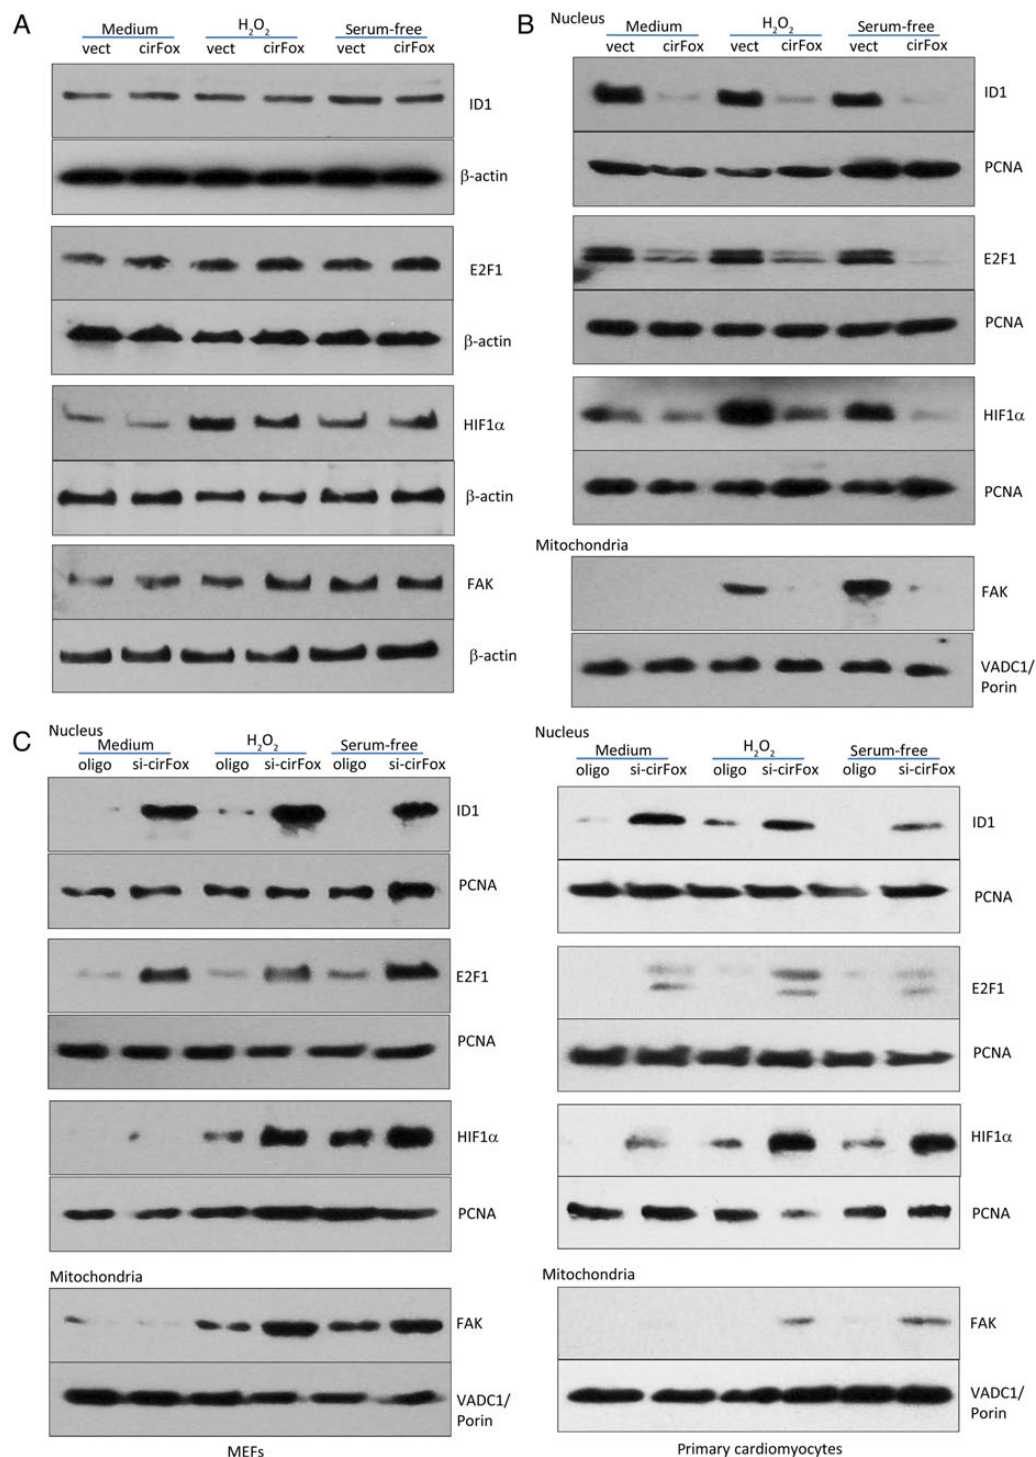 A
Medium H2O2 Serum-free
vect cirFox vect cirFox vect cirFox
ID1
β-actin
E2F1
β-actin
HIF1α
β-actin
FAK
β-actin
B
Nucleus
Medium H2O2 Serum-free
vect cirFox vect cirFox vect cirFox
ID1
PCNA
E2F1
PCNA
HIF1α
PCNA
Mitochondria
FAK
VADC1/
Porin
C
Nucleus
Medium H2O2 Serum-free
oligo si-cirFox oligo si-cirFox oligo si-cirFox
ID1
PCNA
E2F1
PCNA
HIF1α
PCNA
Mitochondria
FAK
VADC1/
Porin
MEFs
Nucleus
Medium H2O2 Serum-free
oligo si-cirFox oligo si-cirFox oligo si-cirFox
ID1
PCNA
E2F1
PCNA
HIF1α
PCNA
Mitochondria
FAK
VADC1/
Porin
Primary cardiomyocytes